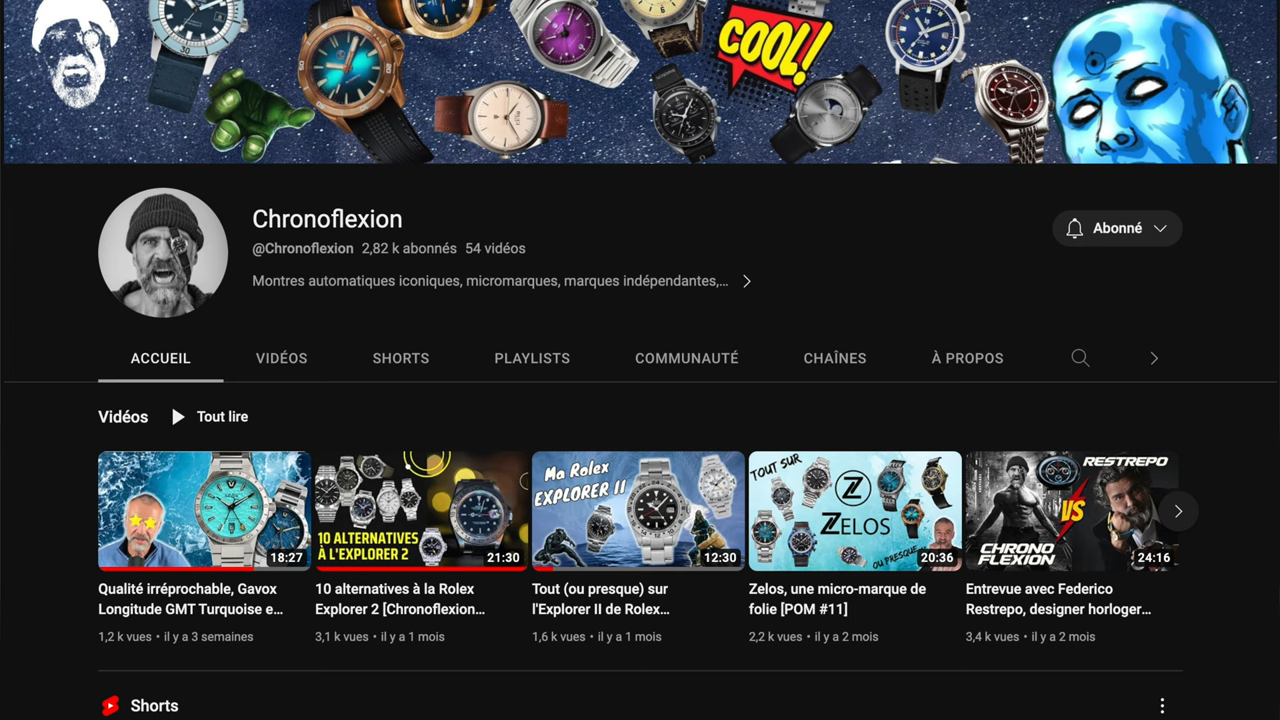 COOL!
Chronoflexion
@Chronoflexion 2,82 k abonnés 54 vidéos
Montres automatiques iconiques, micromarques, marques indépendantes,...
Abonné
ACCUEIL VIDÉOS SHORTS PLAYLISTS COMMUNAUTÉ CHAÎNES À PROPOS
Vidéos Tout lire
18:27
10 ALTERNATIVES
À L'EXPLORER 2
21:30
Ma Rolex
EXPLORER II
12:30
TOUT SUR
ZELOS
OU PRESQUE
20:36
RESTREPO
VS
CHRONO
FLEXION
24:16
Qualité irréprochable, Gavox
Longitude GMT Turquoise e...
1,2 k vues • il y a 3 semaines
10 alternatives à la Rolex
Explorer 2 [Chronoflexion...
3,1 k vues • il y a 1 mois
Tout (ou presque) sur
l'Explorer II de Rolex...
1,6 k vues • il y a 1 mois
Zelos, une micro-marque de
folie [POM #11]
2,2 k vues • il y a 2 mois
Entrevue avec Federico
Restrepo, designer horloger...
3,4 k vues • il y a 2 mois
Shorts